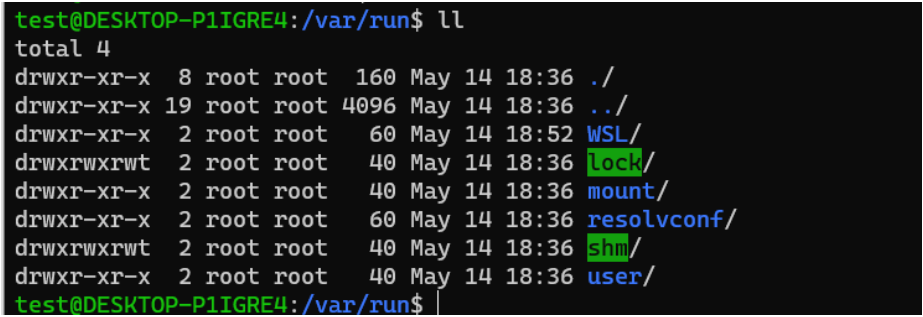 test@DESKTOP-P1IGRE4:/var/run$ ll
total 4
drwxr-xr-x  8 root root  160 May 14 18:36 ./
drwxr-xr-x 19 root root 4096 May 14 18:36 ../
drwxr-xr-x  2 root root   60 May 14 18:52 WSL/
drwxrwxrwt  2 root root   40 May 14 18:36 lock/
drwxr-xr-x  2 root root   40 May 14 18:36 mount/
drwxr-xr-x  2 root root   60 May 14 18:36 resolvconf/
drwxrwxrwt  2 root root   40 May 14 18:36 shm/
drwxr-xr-x  2 root root   40 May 14 18:36 user/
test@DESKTOP-P1IGRE4:/var/run$